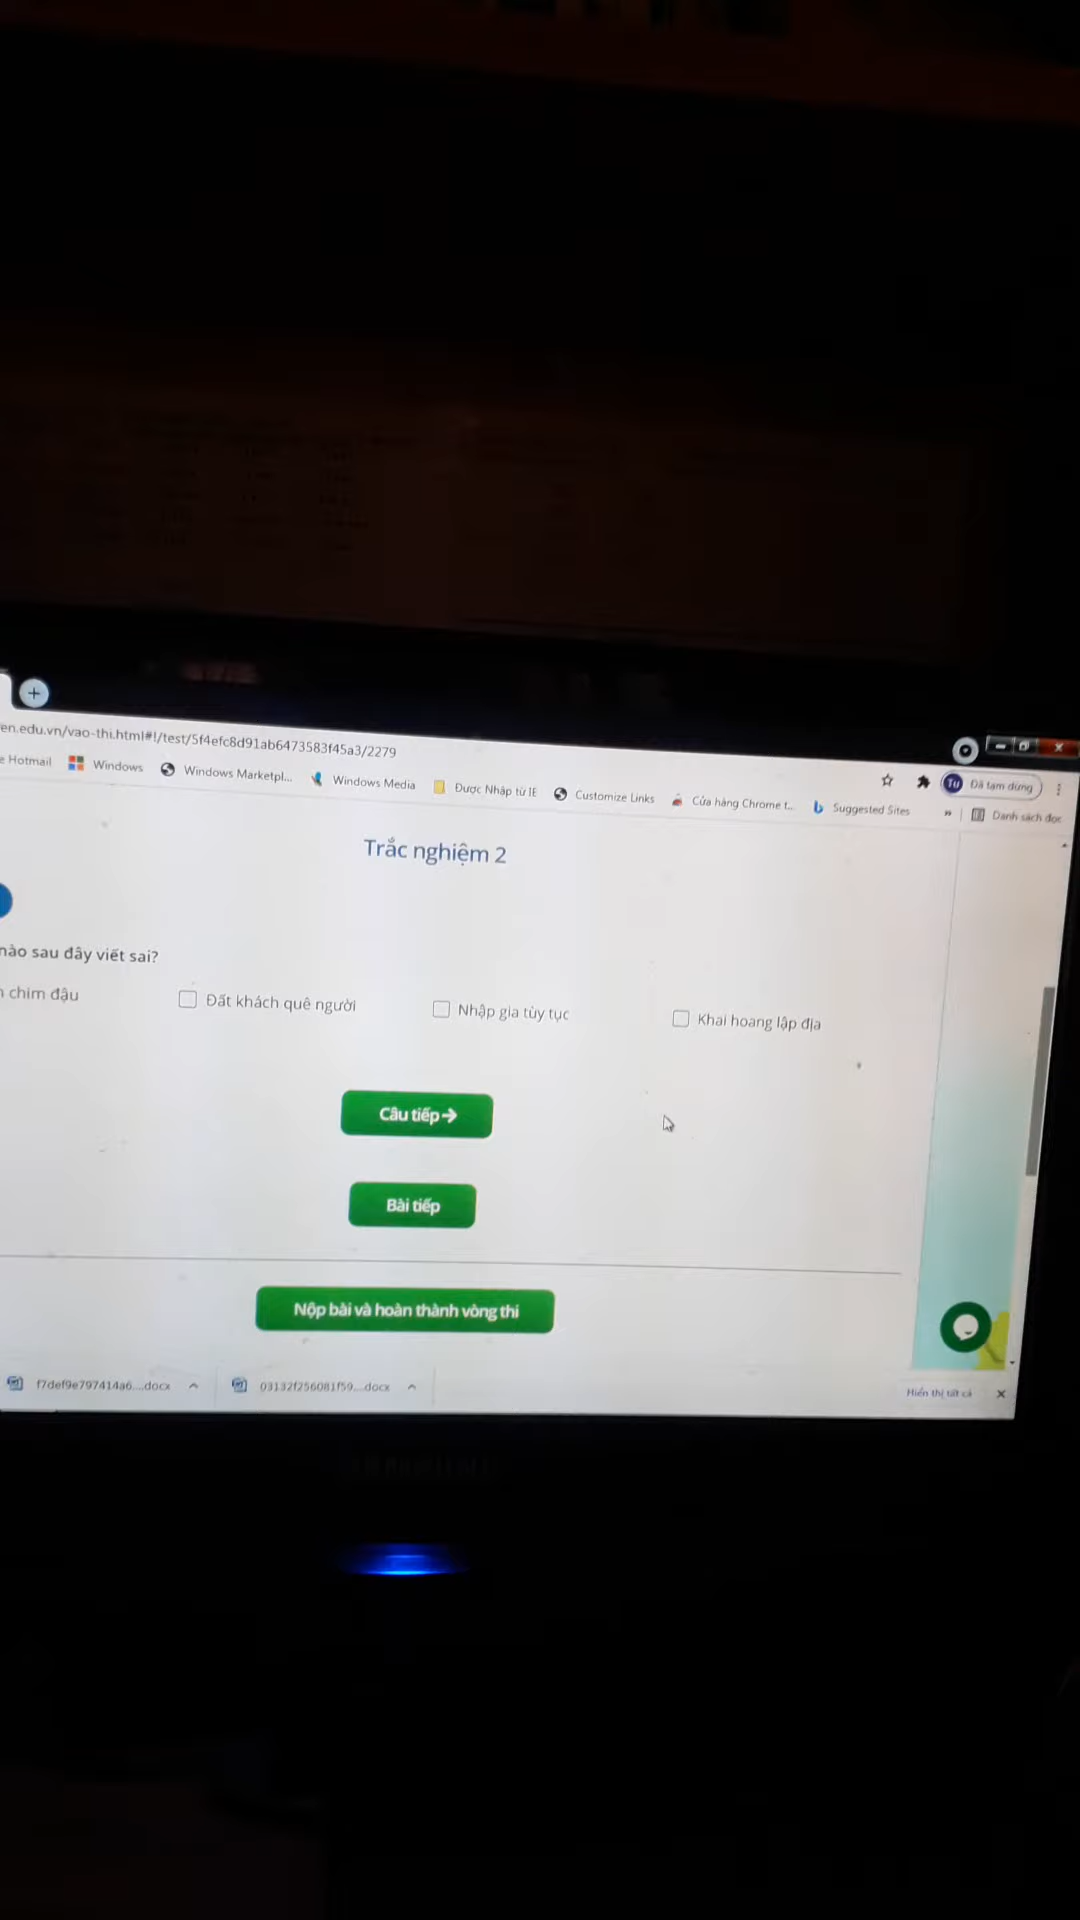 en.edu.vn/vao-thi.html#!/test/5f4efc8d91ab6473583f45a3/2279
Tu Đã tạm dừng
e Hotmail Windows Windows Marketpl... Windows Media Được Nhập từ IE Customize Links Cửa hàng Chrome t... Suggested Sites » Danh sách đọc
Trắc nghiệm 2
nào sau đây viết sai?
n chim đậu Đất khách quê người Nhập gia tùy tục Khai hoang lập địa
Câu tiếp→
Bài tiếp
Nộp bài và hoàn thành vòng thi
f7def9e797414a6....docx 03132f256081f59....docx Hiển thị tất cả